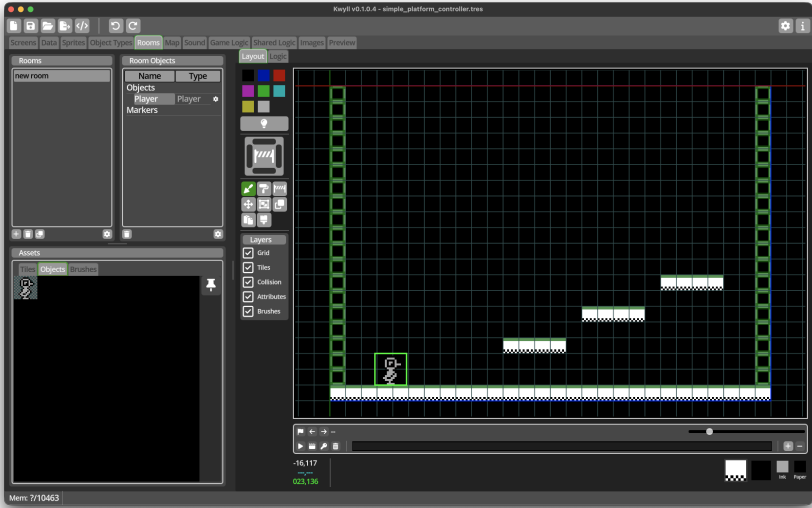 Kwyll v0.1.0.4 - simple_platform_controller.tres
Screens Data Sprites Object Types Rooms Map Sound Game Logic Shared Logic Images Preview
Rooms
new room
Room Objects
Name Type
Objects
Player Player
Markers
Layout Logic
Layers
Grid
Tiles
Collision
Attributes
Brushes
Assets
Tiles Objects Brushes
-16,117
---,---
023,136
Ink Paper
Mem: ?/10463